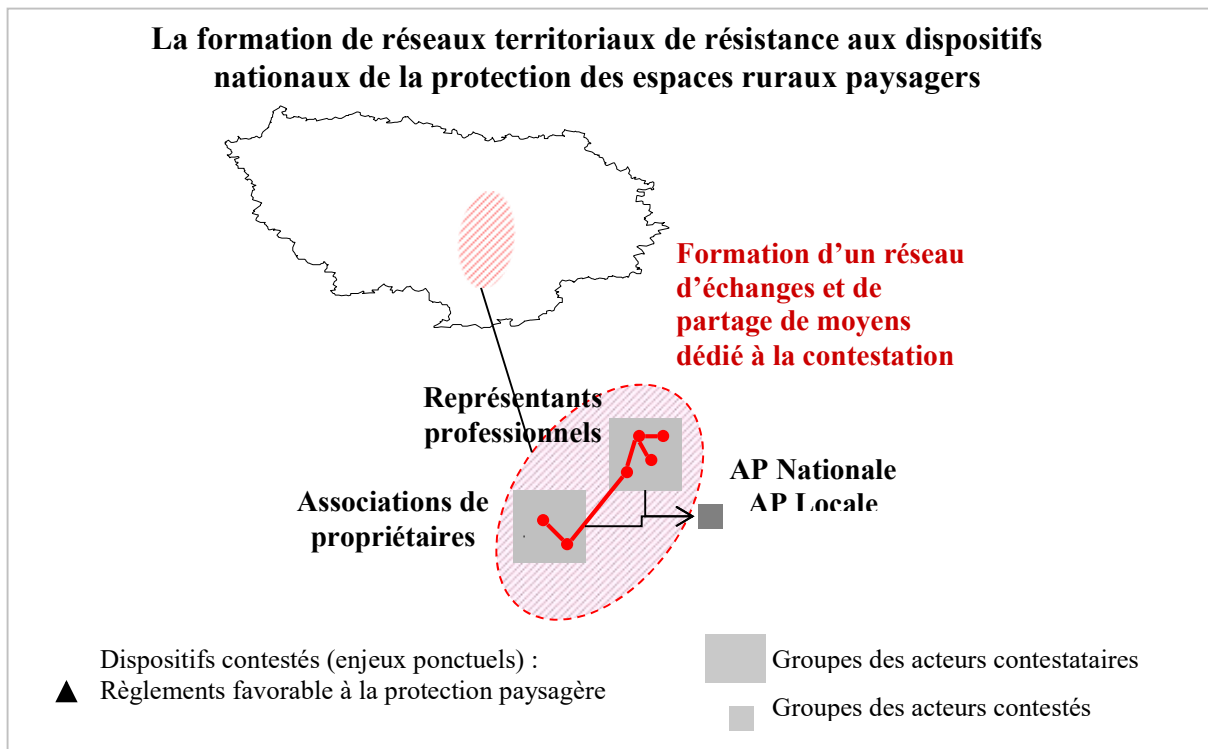 La formation de réseaux territoriaux de résistance aux dispositifs
nationaux de la protection des espaces ruraux paysagers
Formation d'un réseau
d'échanges et de
partage de moyens
dédié à la contestation
Représentants
professionnels
AP Nationale
AP Locale
Associations de
propriétaires
Dispositifs contestés (enjeux ponctuels) :
Règlements favorable à la protection paysagère
Groupes des acteurs contestataires
Groupes des acteurs contestés